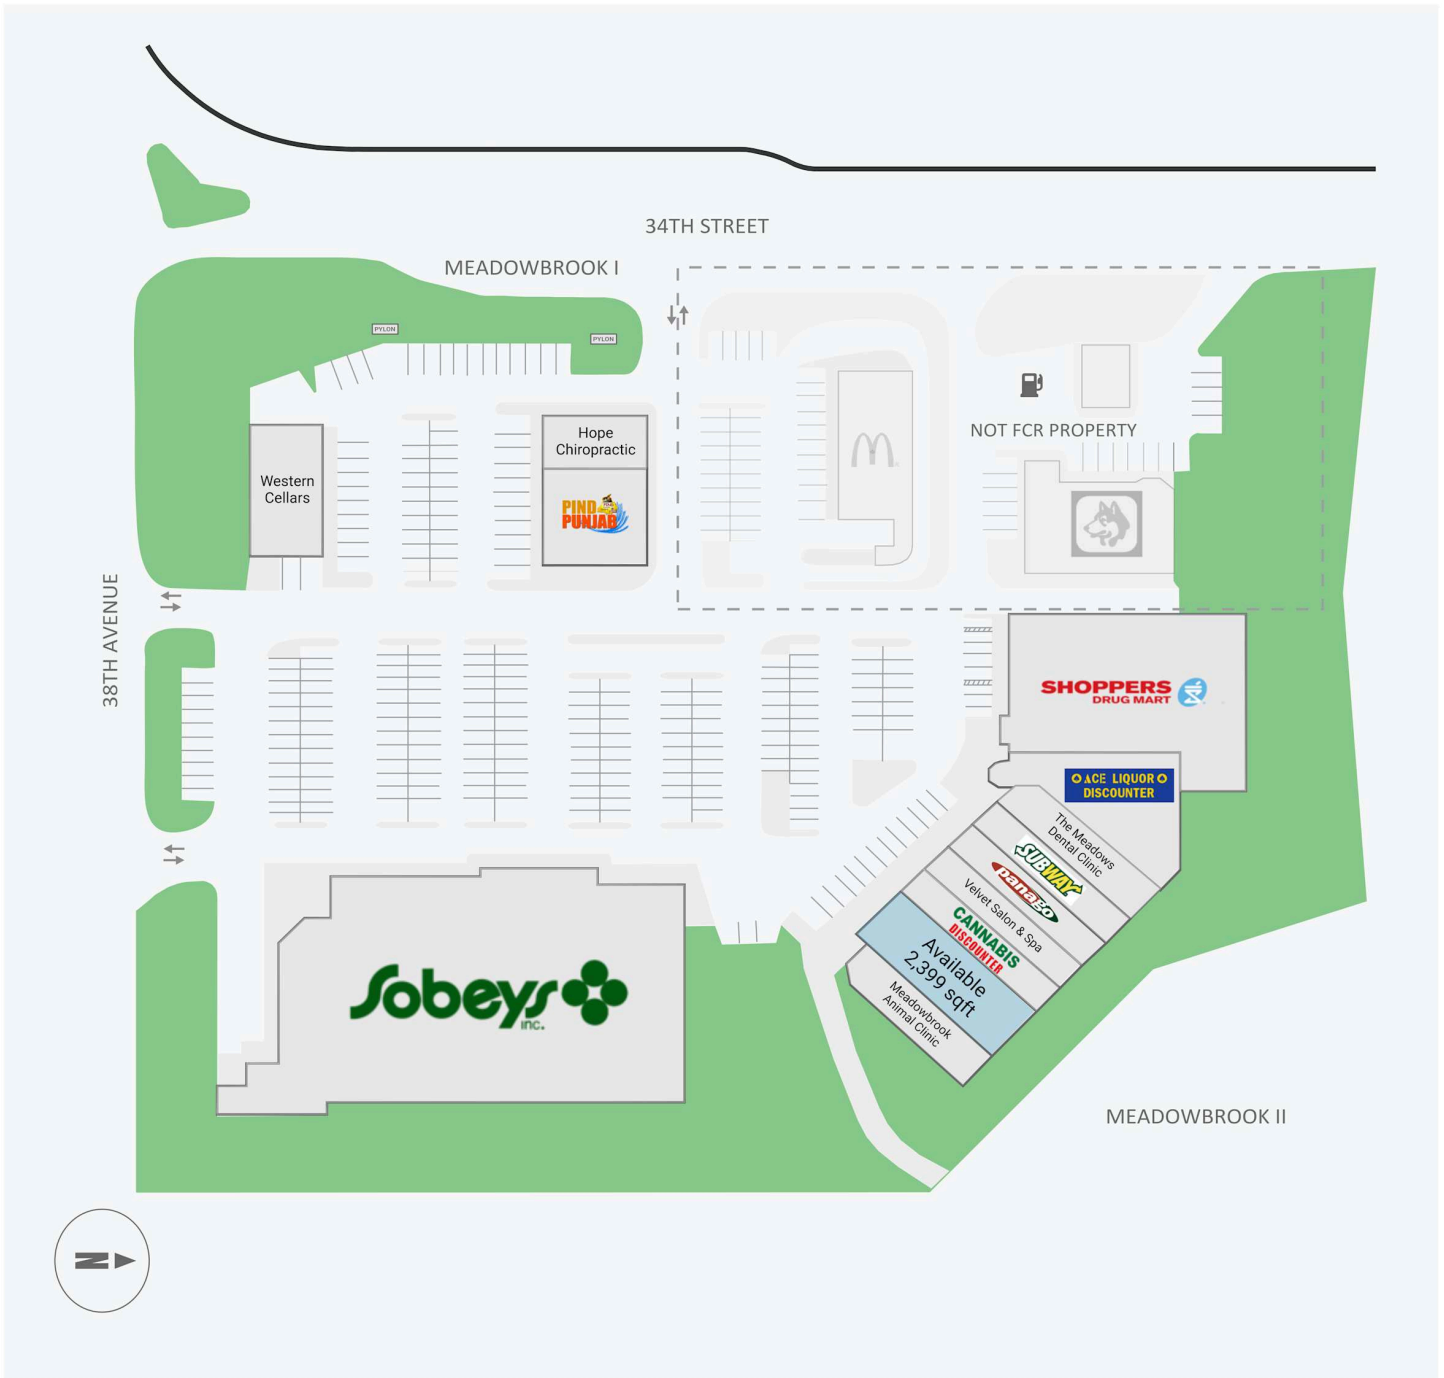 34TH STREET
MEADOWBROOK I
PYLON
PYLON
Hope
Chiropractic
Western
Cellars
PIND
PUNJAB
NOT FCR PROPERTY
38TH AVENUE
SHOPPERS
DRUG MART
ACE LIQUOR
DISCOUNTER
The Meadows
Dental Clinic
SUBWAY
Panago
Velvet Salon & Spa
CANNABIS
DISCOUNTER
Available
2,399 sqft
Meadowbrook
Animal Clinic
Sobeys
INC.
MEADOWBROOK II
N